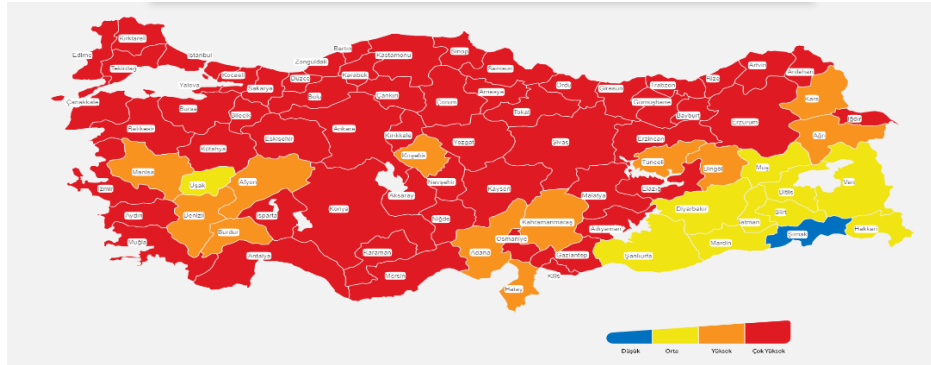 Kırklareli
Edirne
Tekirdağ
İstanbul
Kocaeli
Yalova
Sakarya
Düzce
Zonguldak
Bartın
Karabük
Kastamonu
Sinop
Samsun
Ordu
Giresun
Trabzon
Rize
Artvin
Ardahan
Çanakkale
Bursa
Bilecik
Bolu
Çankırı
Çorum
Amasya
Tokat
Gümüşhane
Bayburt
Erzurum
Kars
Iğdır
Balıkesir
Kütahya
Eskişehir
Ankara
Kırıkkale
Yozgat
Sivas
Erzincan
Tunceli
Bingöl
Ağrı
Muş
Manisa
Uşak
Afyon
Kırşehir
Nevşehir
Kayseri
Malatya
Elazığ
Bitlis
Van
İzmir
Aydın
Denizli
Burdur
Isparta
Konya
Aksaray
Niğde
Kahramanmaraş
Adıyaman
Diyarbakır
Batman
Siirt
Şırnak
Hakkari
Muğla
Antalya
Karaman
Mersin
Adana
Osmaniye
Gaziantep
Kilis
Hatay
Şanlıurfa
Mardin
Düşük Orta Yüksek Çok Yüksek